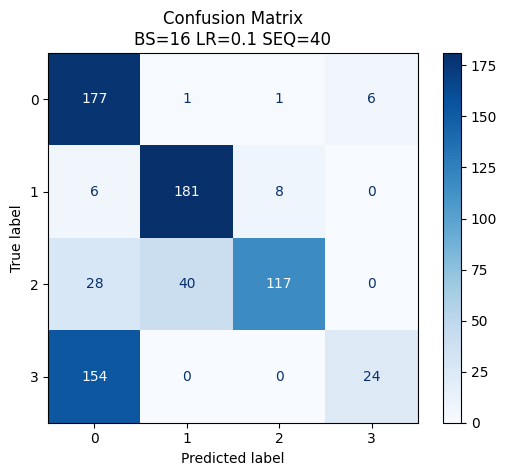 Confusion Matrix
BS=16 LR=0.1 SEQ=40
0 177 1 1 6
1 6 181 8 0
2 28 40 117 0
3 154 0 0 24
0 1 2 3
True label
Predicted label
175
150
125
100
75
50
25
0